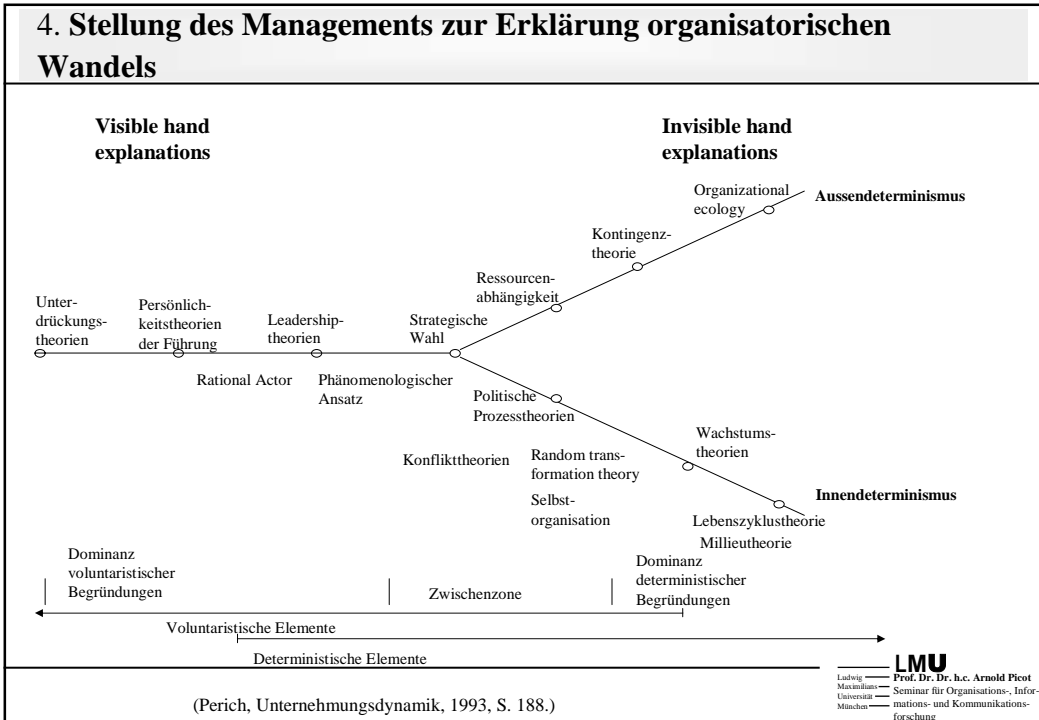 4. Stellung des Managements zur Erklärung organisatorischen
Wandels
Visible hand
explanations
Invisible hand
explanations
Organizational
ecology
Aussendeterminismus
Kontingenz-
theorie
Ressourcen-
abhängigkeit
Unter-
drückungs-
theorien
Persönlich-
keitstheorien
der Führung
Leadership-
theorien
Strategische
Wahl
Rational Actor
Phänomenologischer
Ansatz
Politische
Prozesstheorien
Wachstums-
theorien
Konflikttheorien
Random trans-
formation theory
Selbst-
organisation
Innendeterminismus
Lebenszyklustheorie
Millieutheorie
Dominanz
voluntaristischer
Begründungen
Zwischenzone
Dominanz
deterministischer
Begründungen
Voluntaristische Elemente
Deterministische Elemente
(Perich, Unternehmungsdynamik, 1993, S. 188.)
LMU
Ludwig
Maximilians
Universität
München
Prof. Dr. Dr. h.c. Arnold Picot
Seminar für Organisations-, Infor-
mations- und Kommunikations-
forschung